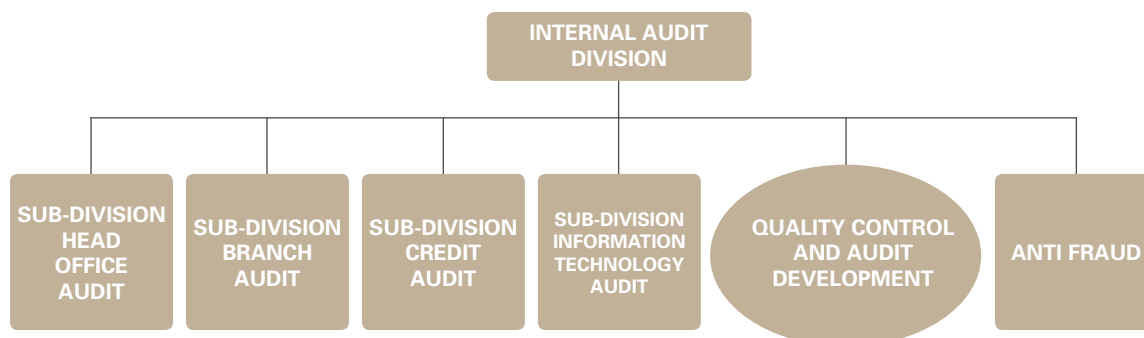 INTERNAL AUDIT
DIVISION
SUB-DIVISION
HEAD
OFFICE
AUDIT
SUB-DIVISION
BRANCH
AUDIT
SUB-DIVISION
CREDIT
AUDIT
SUB-DIVISION
INFORMATION
TECHNOLOGY
AUDIT
QUALITY CONTROL
AND AUDIT
DEVELOPMENT
ANTI FRAUD